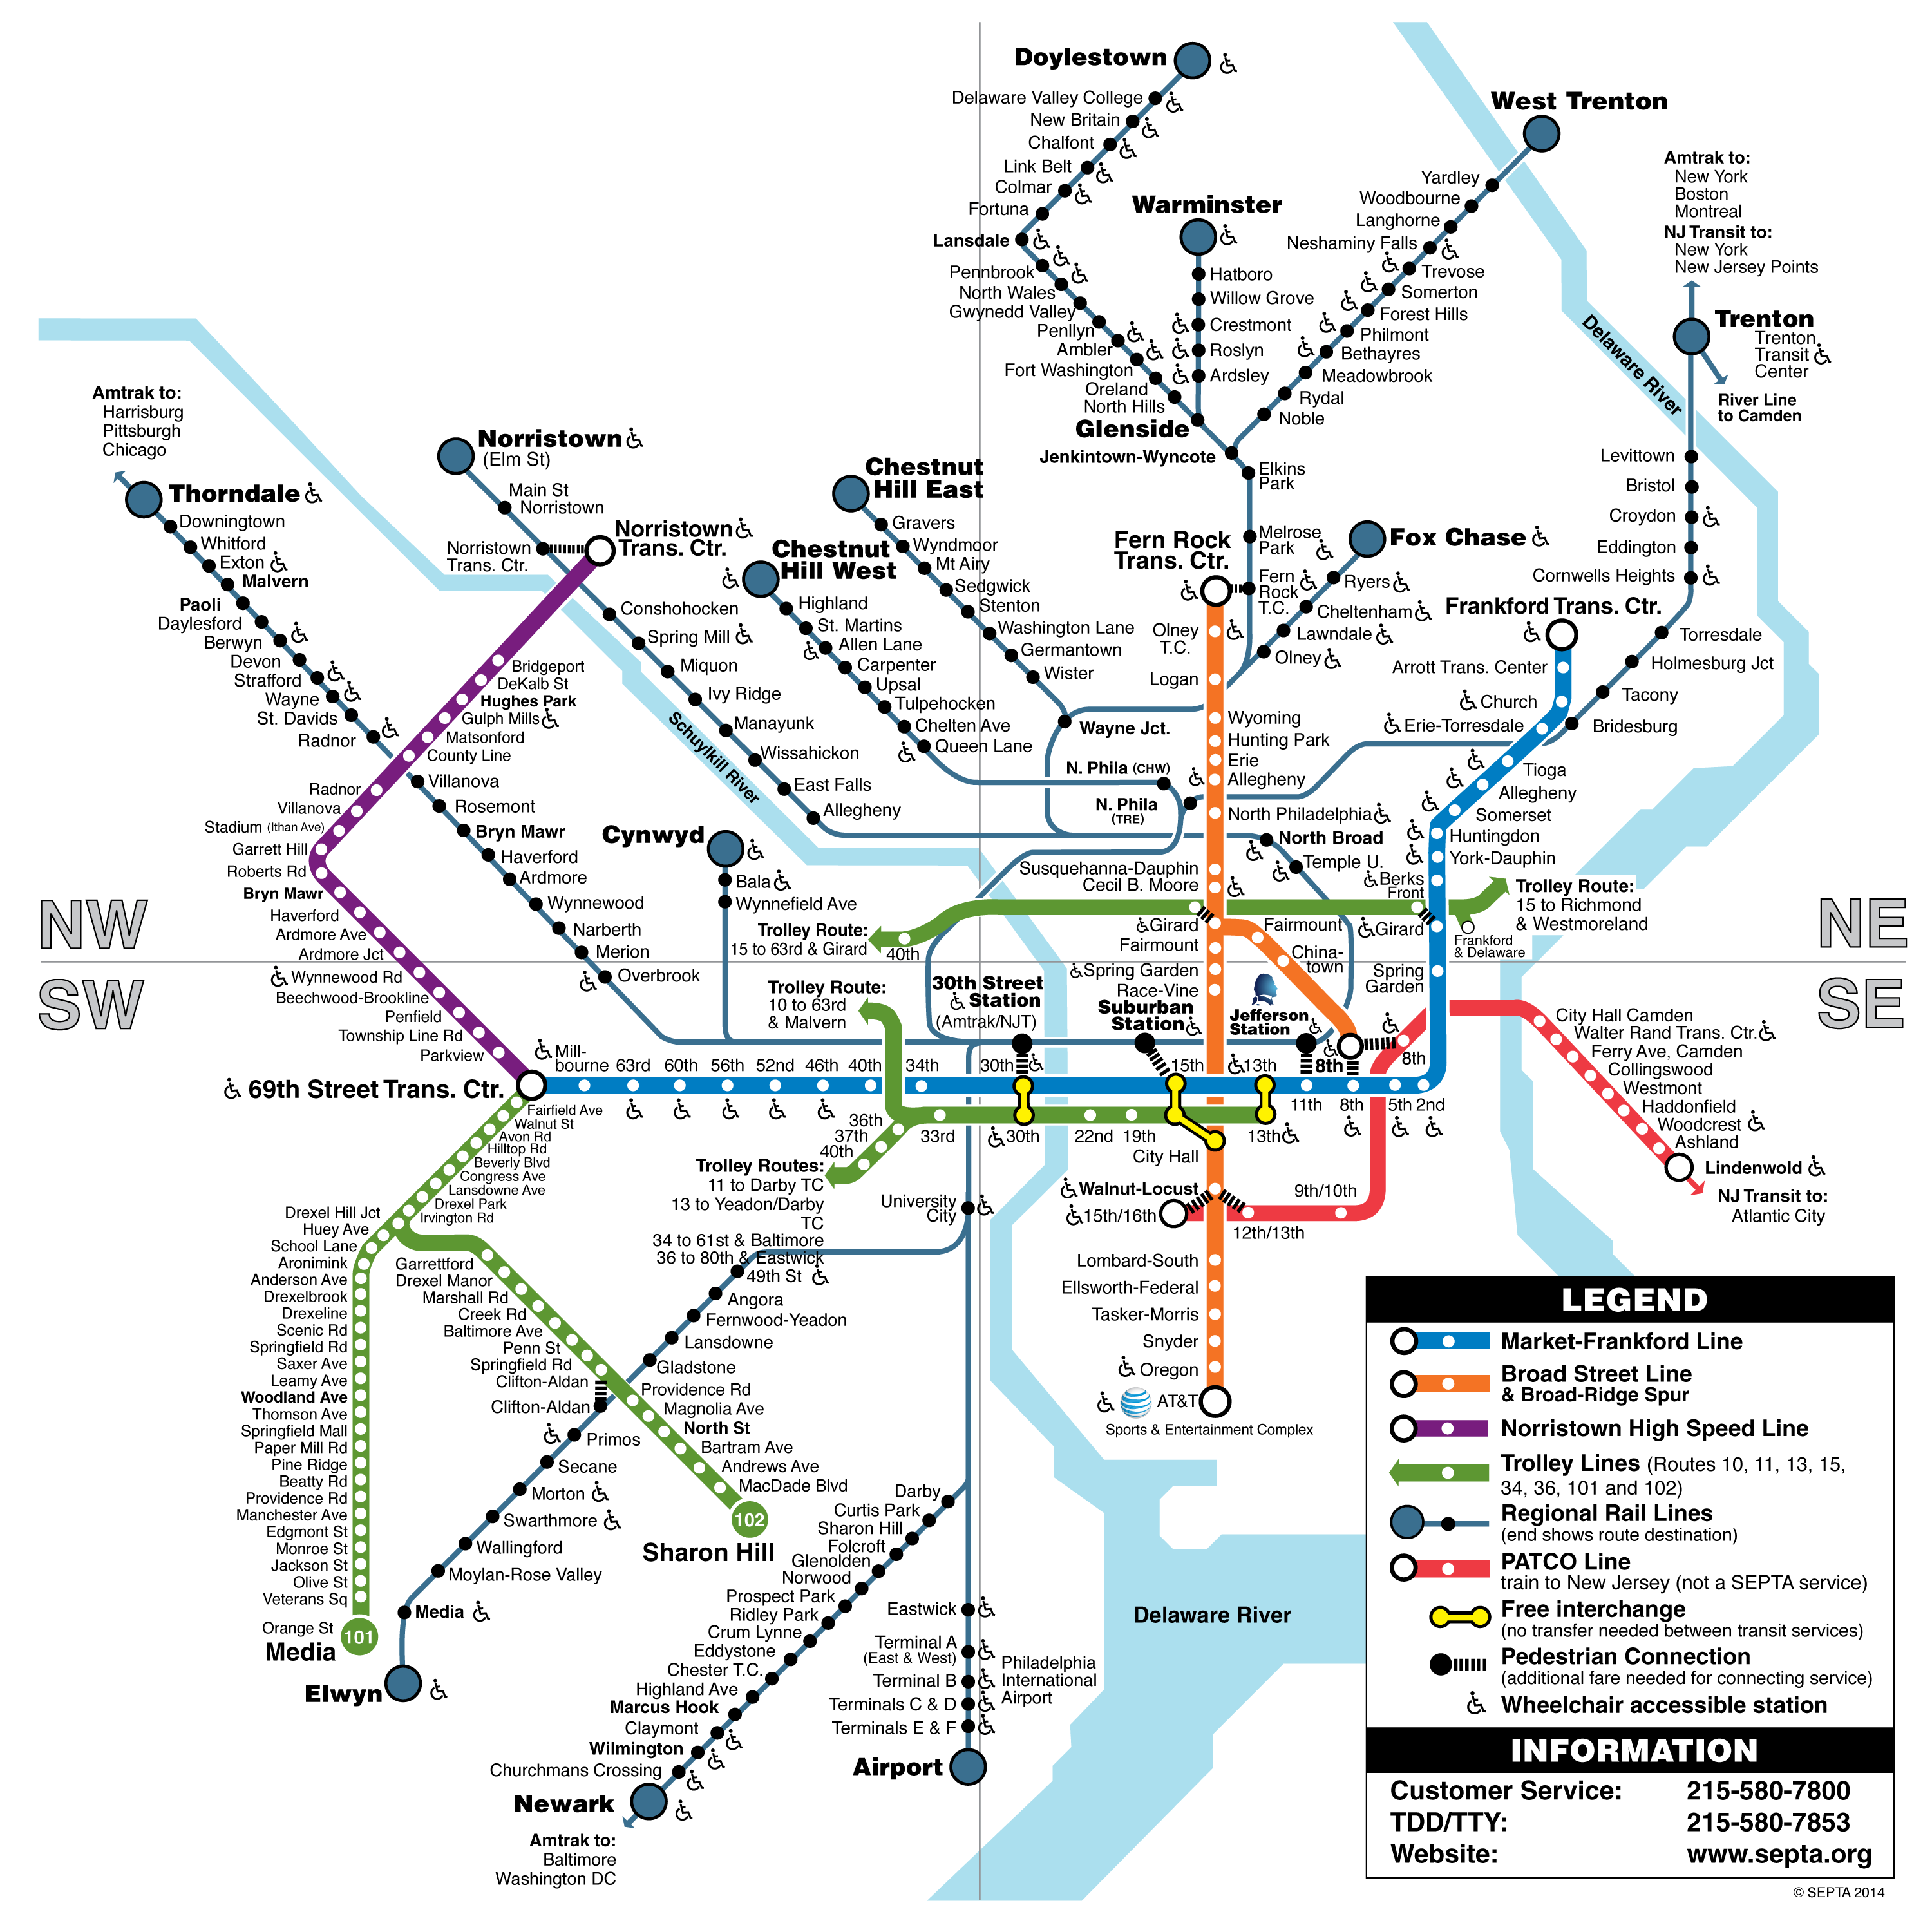 Doylestown
Delaware Valley College
New Britain
Chalfont
Link Belt
Colmar
Fortuna
Lansdale
Pennbrook
North Wales
Gwynedd Valley
Penllyn
Ambler
Fort Washington
Oreland
North Hills
Glenside
Jenkintown-Wyncote
Warminster
Hatboro
Willow Grove
Crestmont
Roslyn
Ardsley
West Trenton
Yardley
Woodbourne
Langhorne
Neshaminy Falls
Trevose
Somerton
Forest Hills
Philmont
Bethayres
Meadowbrook
Rydal
Noble
Elkins
Park
Melrose
Park
Fern
Rock
T.C.
Amtrak to:
New York
Boston
Montreal
NJ Transit to:
New York
New Jersey Points
Trenton
Trenton
Transit
Center
River Line
to Camden
Delaware River
Levittown
Bristol
Croydon
Eddington
Cornwells Heights
Torresdale
Holmesburg Jct
Tacony
Bridesburg
Amtrak to:
Harrisburg
Pittsburgh
Chicago
Thorndale
Downingtown
Whitford
Exton
Malvern
Paoli
Daylesford
Berwyn
Devon
Strafford
Wayne
St. Davids
Radnor
Villanova
Rosemont
Bryn Mawr
Haverford
Ardmore
Wynnewood
Narberth
Merion
Overbrook
Norristown
(Elm St)
Main St
Norristown
Norristown
Trans. Ctr.
Norristown
Trans. Ctr.
Conshohocken
Spring Mill
Miquon
Ivy Ridge
Manayunk
Wissahickon
East Falls
Allegheny
Schuylkill River
Bridgeport
DeKalb St
Hughes Park
Gulph Mills
Matsonford
County Line
Radnor
Villanova
Stadium (Ithan Ave)
Garrett Hill
Roberts Rd
Bryn Mawr
Haverford
Ardmore Ave
Ardmore Jct
Wynnewood Rd
Beechwood-Brookline
Penfield
Township Line Rd
Parkview
69th Street Trans. Ctr.
Chestnut
Hill East
Gravers
Wyndmoor
Mt Airy
Sedgwick
Stenton
Washington Lane
Germantown
Wister
Wayne Jct.
Chestnut
Hill West
Highland
St. Martins
Allen Lane
Carpenter
Upsal
Tulpehocken
Chelten Ave
Queen Lane
N. Phila (CHW)
N. Phila
(TRE)
Cynwyd
Bala
Wynnefield Ave
Fern Rock
Trans. Ctr.
Olney
T.C.
Logan
Wyoming
Hunting Park
Erie
Allegheny
North Philadelphia
North Broad
Temple U.
Susquehanna-Dauphin
Cecil B. Moore
Girard
Fairmount
Spring Garden
Race-Vine
Fairmount
China-
town
Fox Chase
Ryers
Cheltenham
Lawndale
Olney
Frankford Trans. Ctr.
Arrott Trans. Center
Church
Erie-Torresdale
Tioga
Allegheny
Somerset
Huntingdon
York-Dauphin
Berks
Front
Girard
Spring
Garden
Trolley Route:
15 to Richmond
& Westmoreland
Frankford
& Delaware
Trolley Route:
15 to 63rd & Girard
40th
NW
SW
NE
SE
Trolley Route:
10 to 63rd
& Malvern
30th Street
Station
(Amtrak/NJT)
Suburban
Station
Jefferson
Station
Mill-
bourne
63rd
60th
56th
52nd
46th
40th
34th
30th
15th
13th
8th
8th
11th
8th
5th
2nd
36th
37th
40th
33rd
30th
22nd
19th
13th
City Hall
Trolley Routes:
11 to Darby TC
13 to Yeadon/Darby
TC
34 to 61st & Baltimore
36 to 80th & Eastwick
University
City
Walnut-Locust
15th/16th
9th/10th
12th/13th
Lombard-South
Ellsworth-Federal
Tasker-Morris
Snyder
Oregon
AT&T
Sports & Entertainment Complex
City Hall Camden
Walter Rand Trans. Ctr.
Ferry Ave, Camden
Collingswood
Westmont
Haddonfield
Woodcrest
Ashland
Lindenwold
NJ Transit to:
Atlantic City
Fairfield Ave
Walnut St
Avon Rd
Hilltop Rd
Beverly Blvd
Congress Ave
Lansdowne Ave
Drexel Park
Irvington Rd
Drexel Hill Jct
Huey Ave
School Lane
Aronimink
Anderson Ave
Drexelbrook
Drexeline
Scenic Rd
Springfield Rd
Saxer Ave
Leamy Ave
Woodland Ave
Thomson Ave
Springfield Mall
Paper Mill Rd
Pine Ridge
Beatty Rd
Providence Rd
Manchester Ave
Edgmont St
Monroe St
Jackson St
Olive St
Veterans Sq
Orange St
Media
101
Garrettford
Drexel Manor
Marshall Rd
Creek Rd
Baltimore Ave
Penn St
Springfield Rd
Clifton-Aldan
Providence Rd
Magnolia Ave
North St
Bartram Ave
Andrews Ave
MacDade Blvd
102
Sharon Hill
49th St
Angora
Fernwood-Yeadon
Lansdowne
Gladstone
Clifton-Aldan
Primos
Secane
Morton
Swarthmore
Wallingford
Moylan-Rose Valley
Media
Elwyn
Darby
Curtis Park
Sharon Hill
Folcroft
Glenolden
Norwood
Prospect Park
Ridley Park
Crum Lynne
Eddystone
Chester T.C.
Highland Ave
Marcus Hook
Claymont
Wilmington
Churchmans Crossing
Newark
Amtrak to:
Baltimore
Washington DC
Eastwick
Terminal A
(East & West)
Terminal B
Terminals C & D
Terminals E & F
Philadelphia
International
Airport
Airport
Delaware River
LEGEND
Market-Frankford Line
Broad Street Line
& Broad-Ridge Spur
Norristown High Speed Line
Trolley Lines (Routes 10, 11, 13, 15,
34, 36, 101 and 102)
Regional Rail Lines
(end shows route destination)
PATCO Line
train to New Jersey (not a SEPTA service)
Free interchange
(no transfer needed between transit services)
Pedestrian Connection
(additional fare needed for connecting service)
Wheelchair accessible station
INFORMATION
Customer Service: 215-580-7800
TDD/TTY: 215-580-7853
Website: www.septa.org
© SEPTA 2014